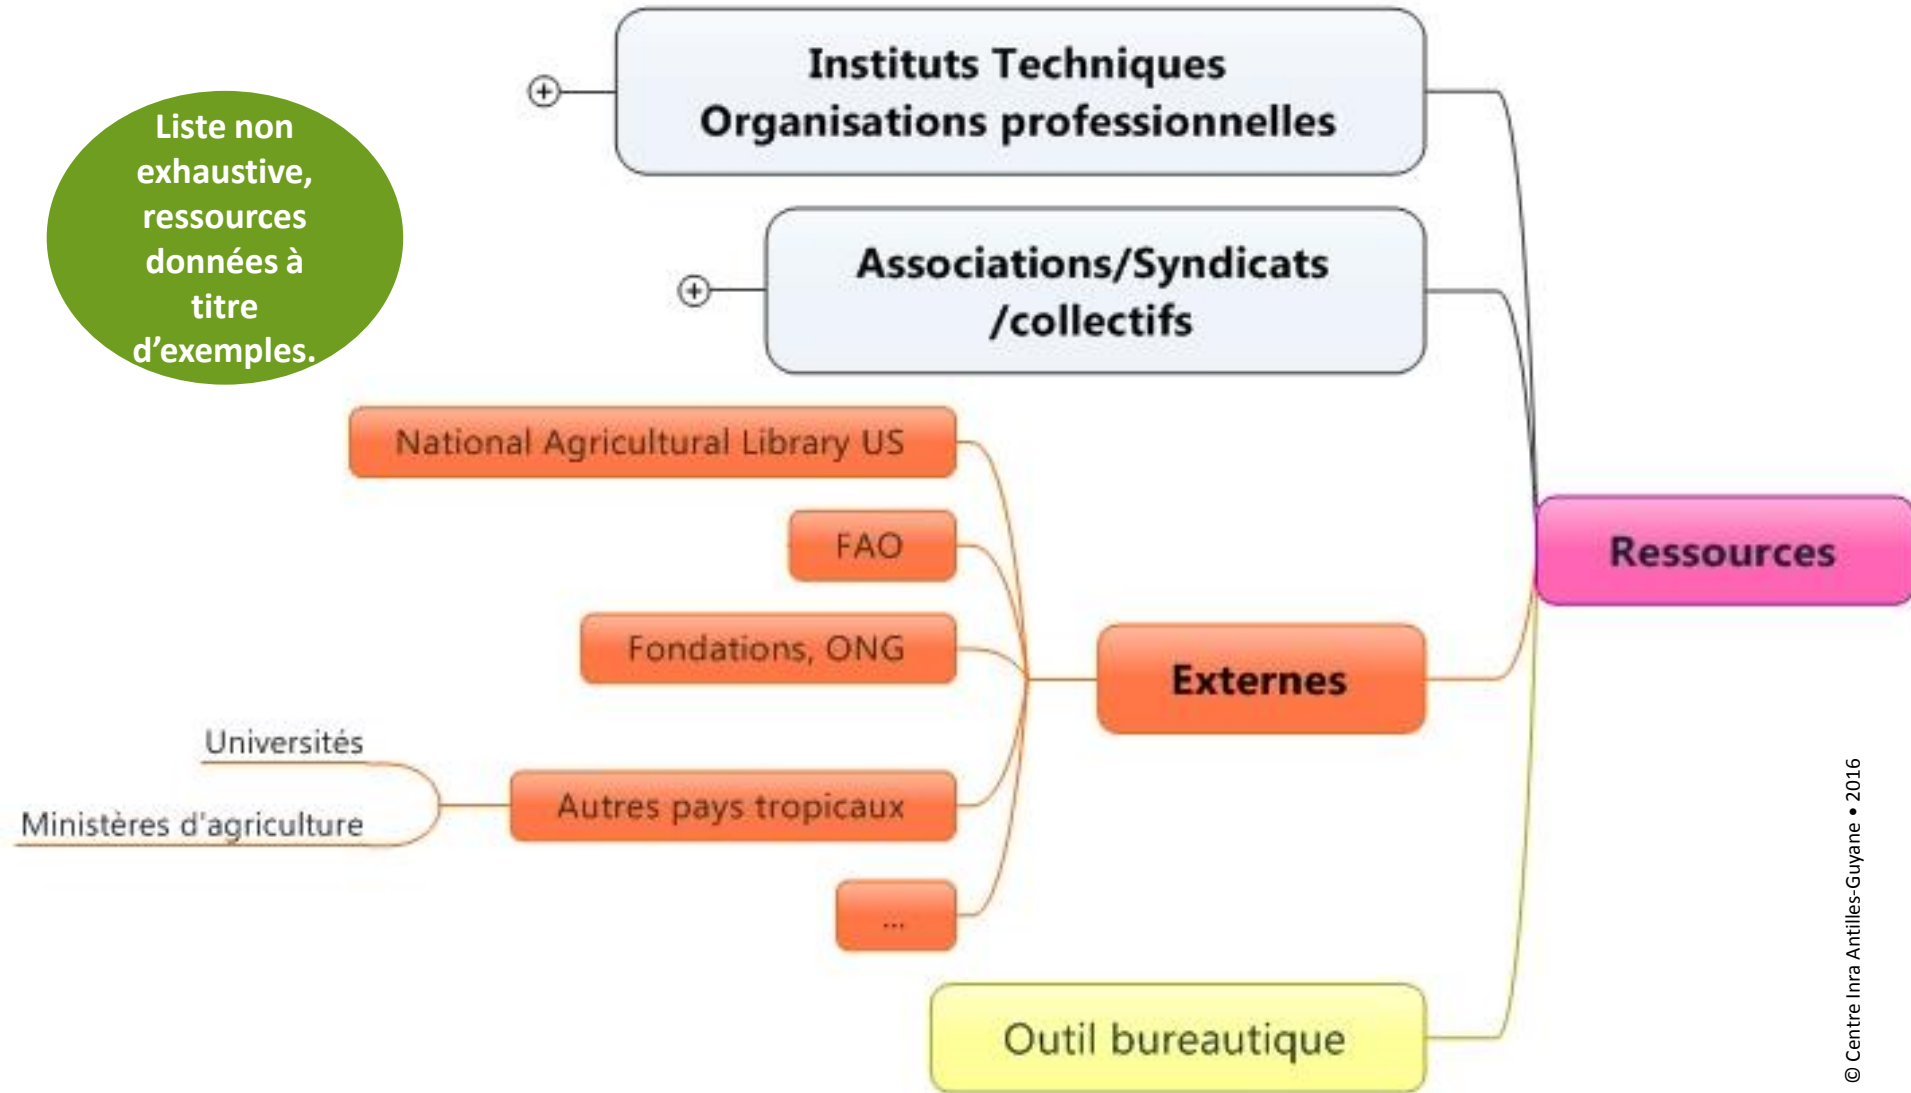 Instituts Techniques
Organisations professionnelles
Liste non
exhaustive,
ressources
données à
titre
d’exemples.
Associations/Syndicats
/collectifs
National Agricultural Library US
FAO
Fondations, ONG
Externes
Ressources
Universités
Ministères d'agriculture
Autres pays tropicaux
...
Outil bureautique
© Centre Inra Antilles-Guyane • 2016